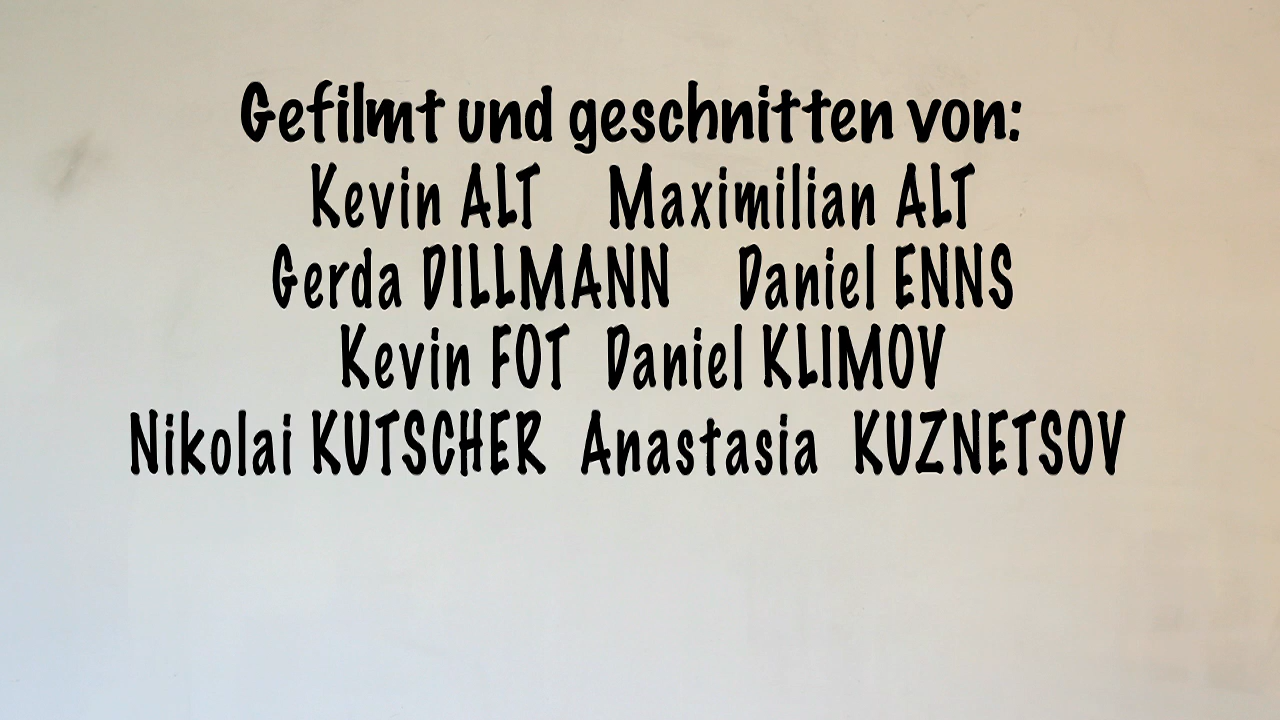 Gefilmt und geschnitten von:
Kevin ALT Maximilian ALT
Gerda DILLMANN Daniel ENNS
Kevin FOT Daniel KLIMOV
Nikolai KUTSCHER Anastasia KUZNETSOV